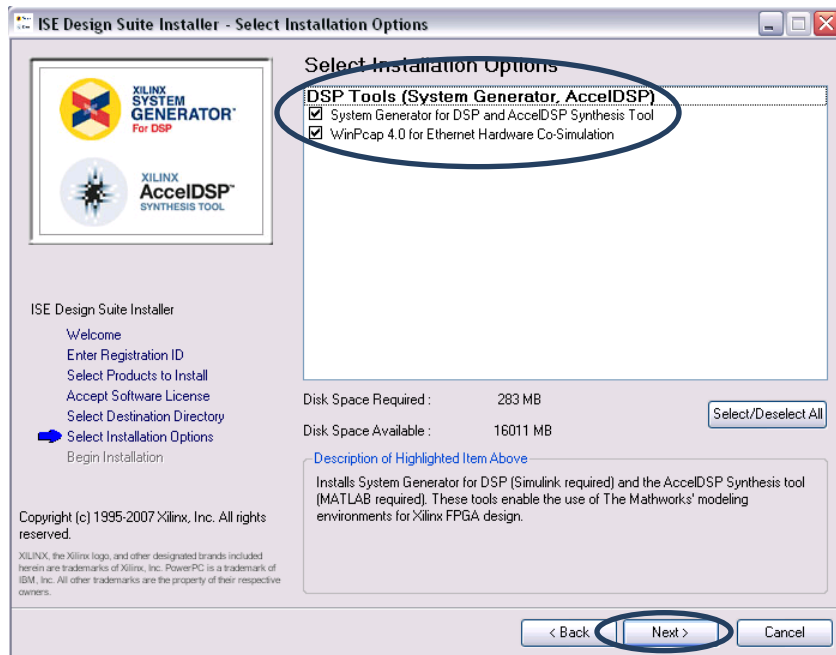 ISE Design Suite Installer - Select Installation Options
XILINX
SYSTEM
GENERATOR
For DSP
XILINX
AccelDSP™
SYNTHESIS TOOL
Select Installation Options
DSP Tools (System Generator, AccelDSP)
System Generator for DSP and AccelDSP Synthesis Tool
WinPcap 4.0 for Ethernet Hardware Co-Simulation
ISE Design Suite Installer
Welcome
Enter Registration ID
Select Products to Install
Accept Software License
Select Destination Directory
Select Installation Options
Begin Installation
Disk Space Required : 283 MB
Disk Space Available : 16011 MB
Select/Deselect All
Description of Highlighted Item Above
Installs System Generator for DSP (Simulink required) and the AccelDSP Synthesis tool
(MATLAB required). These tools enable the use of The Mathworks' modeling
environments for Xilinx FPGA design.
Copyright (c) 1995-2007 Xilinx, Inc. All rights
reserved.
XILINX, the Xilinx logo, and other designated brands included
herein are trademarks of Xilinx, Inc. PowerPC is a trademark of
IBM, Inc. All other trademarks are the property of their respective
owners.
< Back
Next >
Cancel